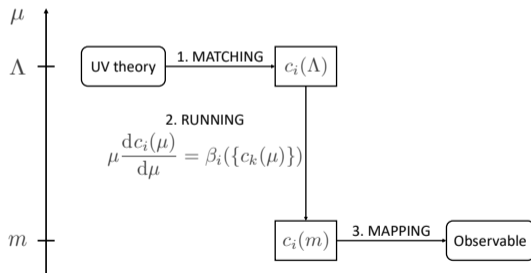 μ
Λ
UV theory
1. MATCHING
c_i(Λ)
2. RUNNING
μ dc_i(μ)/dμ = β_i({c_k(μ)})
m
c_i(m)
3. MAPPING
Observable